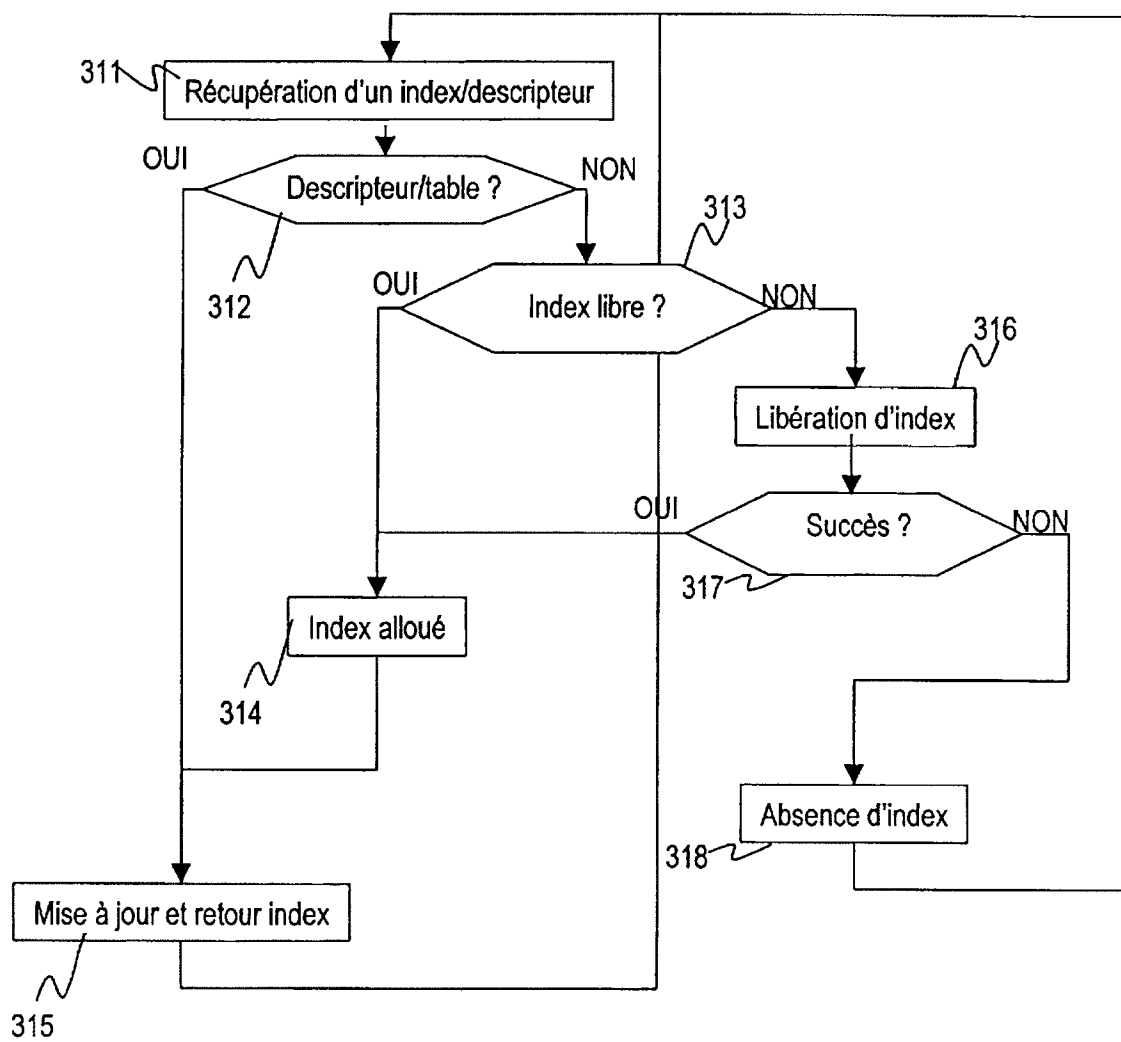 311
Récupération d'un index/descripteur
OUI
NON
Descripteur/table ?
312
313
OUI
NON
Index libre ?
316
Libération d'index
OUI
NON
Succès ?
317
Index alloué
314
Absence d'index
318
Mise à jour et retour index
315